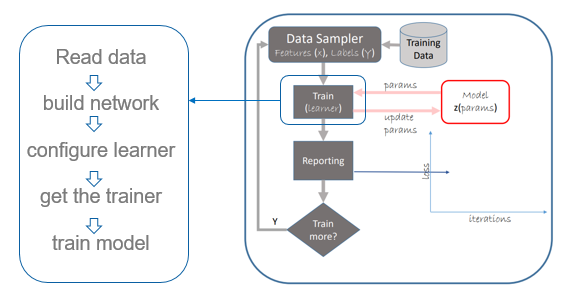 Read data
build network
configure learner
get the trainer
train model
Data Sampler
Features (x), Labels (Y)
Training
Data
Train
(learner)
params
update
params
Model
z(params)
Reporting
loss
iterations
Y
Train
more?